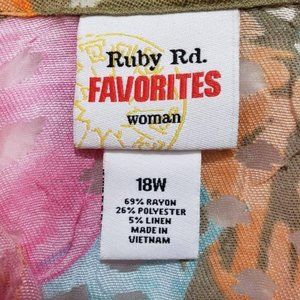 Ruby Rd.
FAVORITES
woman
18W
69% RAYON
26% POLYESTER
5% LINEN
MADE IN
VIETNAM